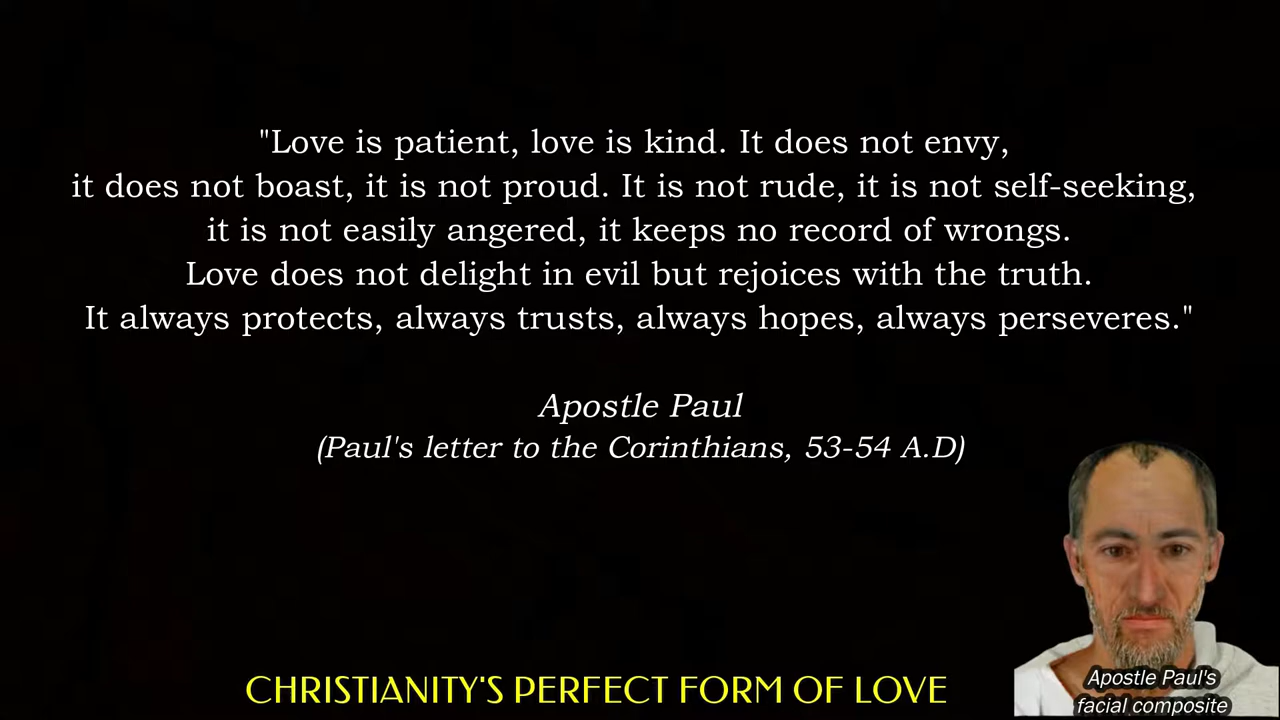 "Love is patient, love is kind. It does not envy,
it does not boast, it is not proud. It is not rude, it is not self-seeking,
it is not easily angered, it keeps no record of wrongs.
Love does not delight in evil but rejoices with the truth.
It always protects, always trusts, always hopes, always perseveres."
Apostle Paul
(Paul's letter to the Corinthians, 53-54 A.D)
CHRISTIANITY'S PERFECT FORM OF LOVE
Apostle Paul's
facial composite